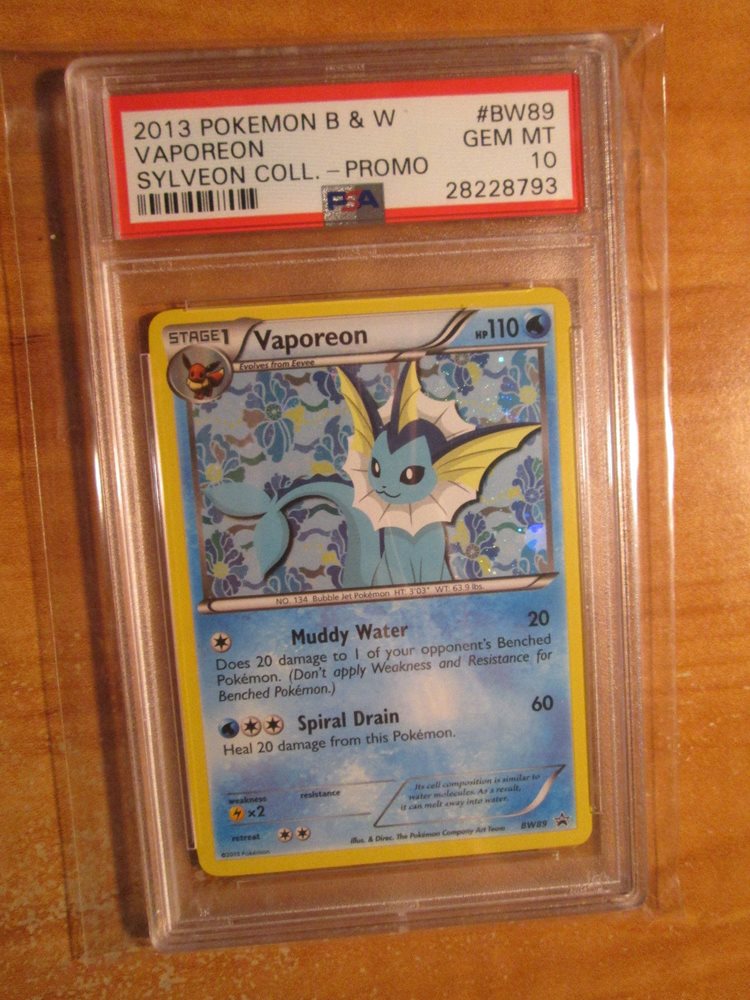 2013 POKEMON B & W #BW89
VAPOREON GEM MT
SYLVEON COLL. - PROMO 10
28228793
PSA
STAGE1 Vaporeon HP110
Evolves from Eevee
NO. 134 Bubble Jet Pokémon HT: 3'03" WT: 63.9 lbs.
Muddy Water 20
Does 20 damage to 1 of your opponent's Benched
Pokémon. (Don't apply Weakness and Resistance for
Benched Pokémon.)
Spiral Drain 60
Heal 20 damage from this Pokémon.
weakness resistance
×2
retreat
Its cell composition is similar to
water molecules. As a result,
it can melt away into water.
Illus. & Direc. The Pokémon Company Art Team BW89
©2013 Pokémon